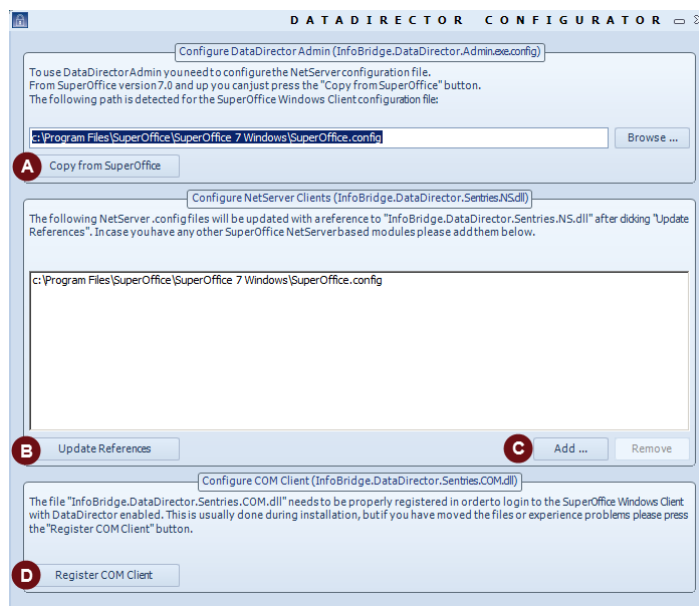 DATADIRECTOR CONFIGURATOR
Configure DataDirector Admin (InfoBridge.DataDirector.Admin.exe.config)
To use DataDirector Admin you need to configure the NetServer configuration file.
From SuperOffice version 7.0 and up you can just press the "Copy from SuperOffice" button.
The following path is detected for the SuperOffice Windows Client configuration file:
c:\Program Files\SuperOffice\SuperOffice 7 Windows\SuperOffice.config
Browse ...
A Copy from SuperOffice
Configure NetServer Clients (InfoBridge.DataDirector.Sentries.NS.dll)
The following NetServer .config files will be updated with a reference to "InfoBridge.DataDirector.Sentries.NS.dll" after clicking "Update
References". In case you have any other SuperOffice NetServer based modules please add them below.
c:\Program Files\SuperOffice\SuperOffice 7 Windows\SuperOffice.config
B Update References
C Add ... Remove
Configure COM Client (InfoBridge.DataDirector.Sentries.COM.dll)
The file "InfoBridge.DataDirector.Sentries.COM.dll" needs to be properly registered in order to login to the SuperOffice Windows Client
with DataDirector enabled. This is usually done during installation, but if you have moved the files or experience problems please press
the "Register COM Client" button.
D Register COM Client